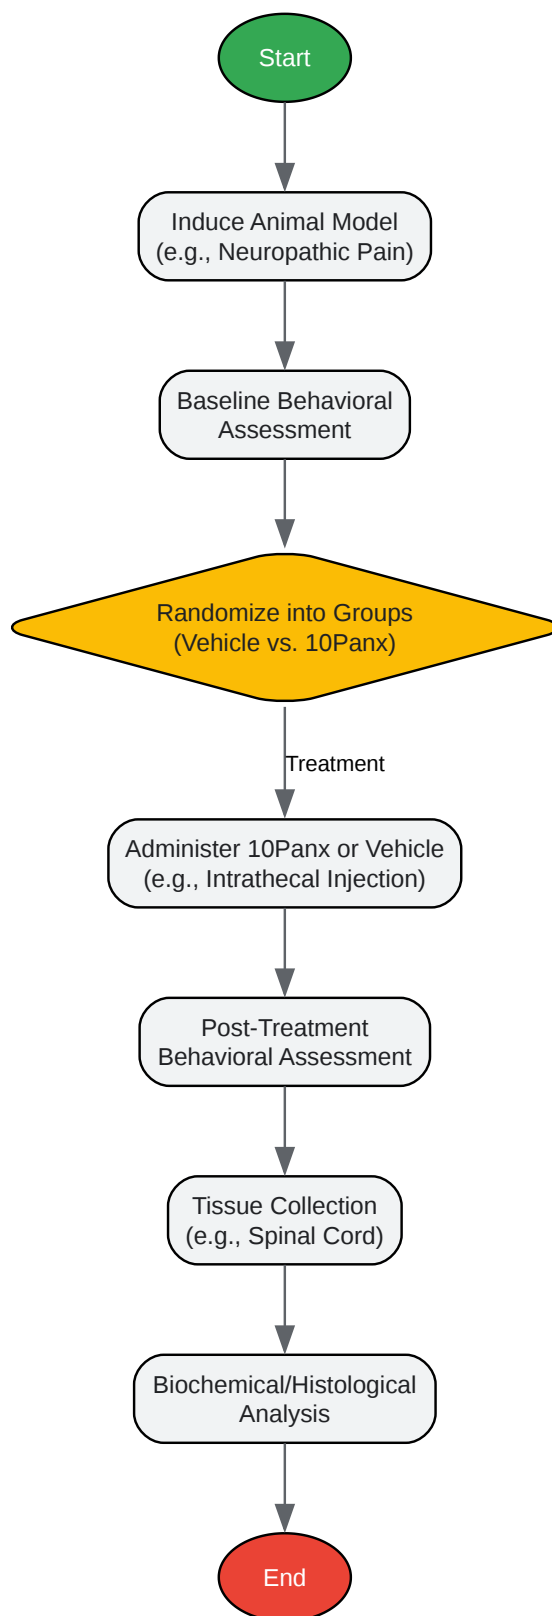 Start
Induce Animal Model
(e.g., Neuropathic Pain)
Baseline Behavioral
Assessment
Randomize into Groups
(Vehicle vs. 10Panx)
Treatment
Administer 10Panx or Vehicle
(e.g., Intrathecal Injection)
Post-Treatment
Behavioral Assessment
Tissue Collection
(e.g., Spinal Cord)
Biochemical/Histological
Analysis
End